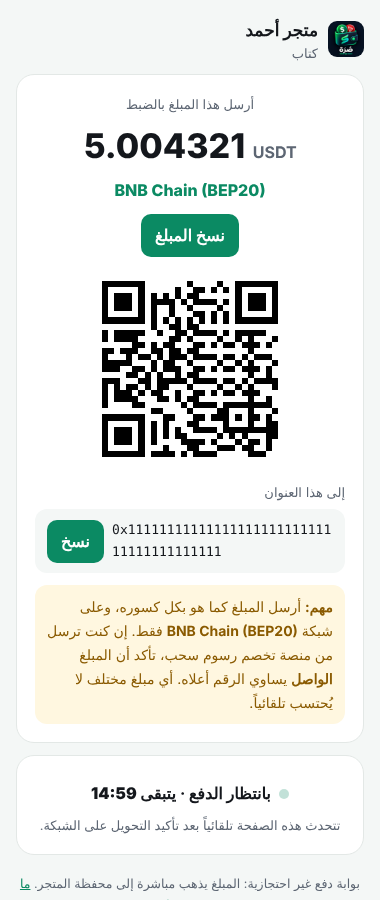 متجر أحمد
كتاب
أرسل هذا المبلغ بالضبط
5.004321 USDT
BNB Chain (BEP20)
نسخ المبلغ
إلى هذا العنوان
0x1111111111111111111111111
11111111111111
نسخ
مهم: أرسل المبلغ كما هو بكل كسوره، وعلى
شبكة BNB Chain (BEP20) فقط. إن كنت ترسل
من منصة تخصم رسوم سحب، تأكد أن المبلغ
الواصل يساوي الرقم أعلاه. أي مبلغ مختلف لا
يُحتسب تلقائياً.
بانتظار الدفع · يتبقى 14:59
تتحدث هذه الصفحة تلقائياً بعد تأكيد التحويل على الشبكة.
بوابة دفع غير احتجازية: المبلغ يذهب مباشرة إلى محفظة المتجر. ما